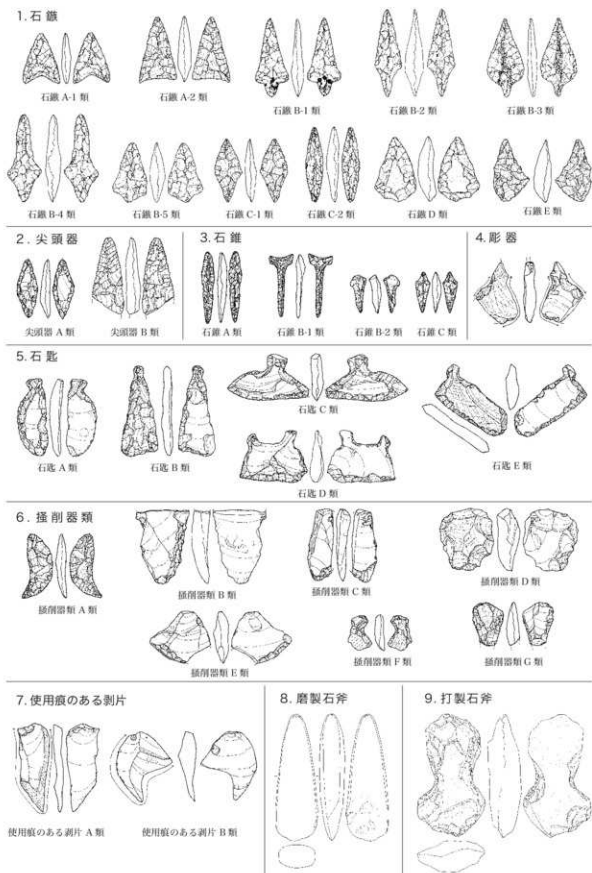 1. 石鏃
石鏃 A-1 類
石鏃 A-2 類
石鏃 B-1 類
石鏃 B-2 類
石鏃 B-3 類
石鏃 B-4 類
石鏃 B-5 類
石鏃 C-1 類
石鏃 C-2 類
石鏃 D 類
石鏃 E 類
2. 尖頭器
尖頭器 A 類
尖頭器 B 類
3. 石錐
石錐 A 類
石錐 B-1 類
石錐 B-2 類
石錐 C 類
4. 彫器
5. 石匙
石匙 A 類
石匙 B 類
石匙 C 類
石匙 D 類
石匙 E 類
6. 掻削器類
掻削器類 A 類
掻削器類 B 類
掻削器類 C 類
掻削器類 D 類
掻削器類 E 類
掻削器類 F 類
掻削器類 G 類
7. 使用痕のある剥片
使用痕のある剥片 A 類
使用痕のある剥片 B 類
8. 磨製石斧
9. 打製石斧